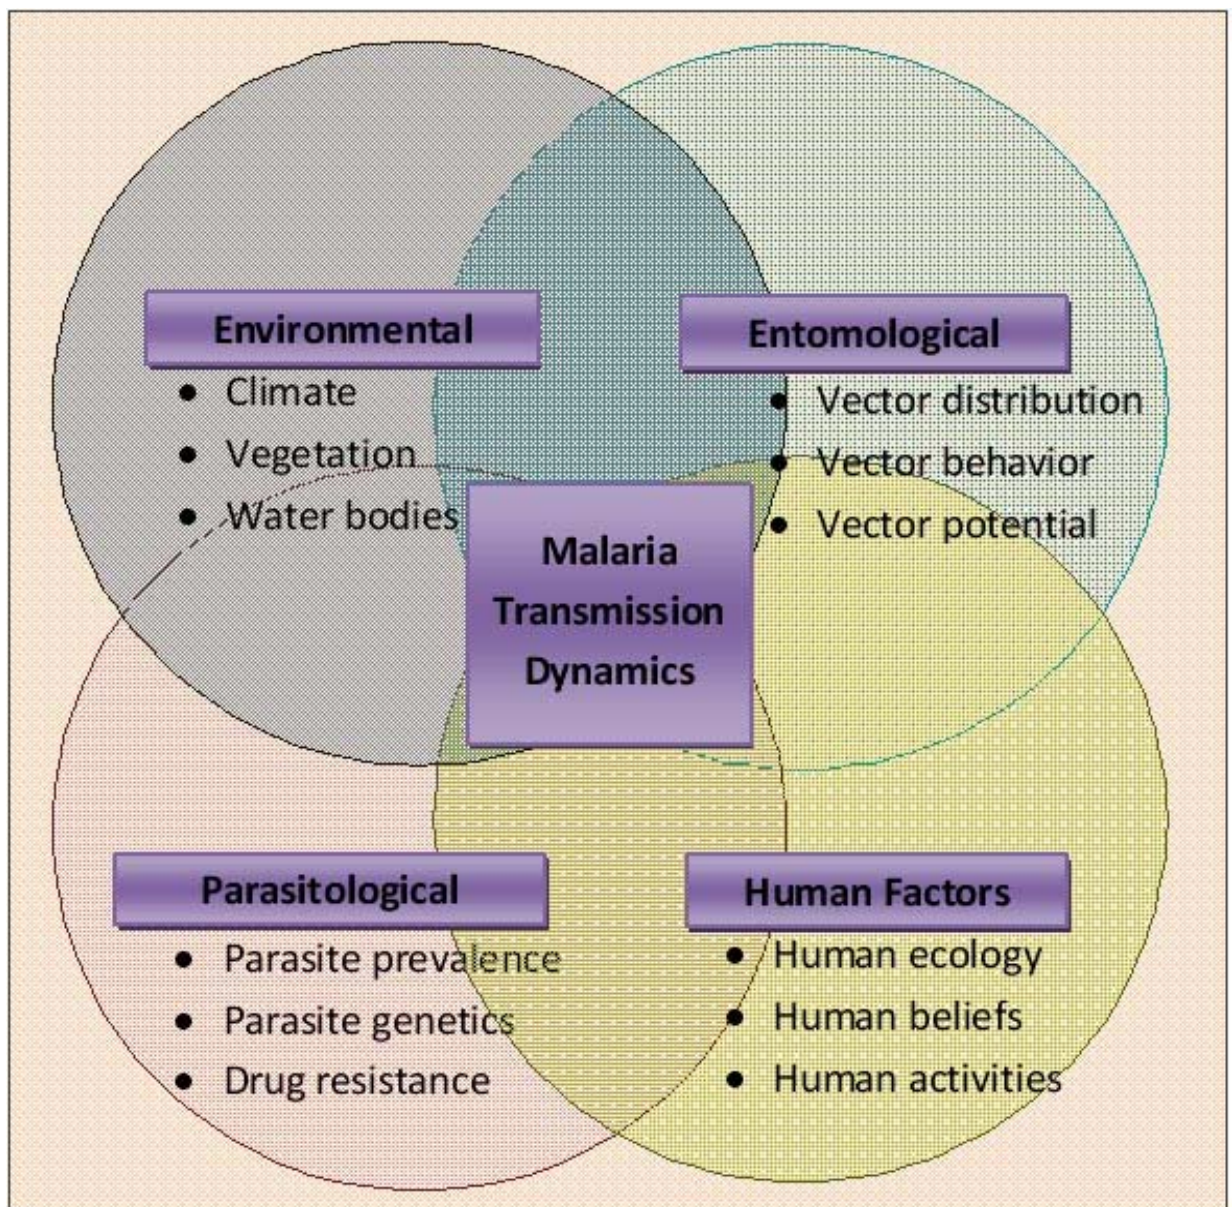 Environmental
• Climate
• Vegetation
• Water bodies
Entomological
• Vector distribution
• Vector behavior
• Vector potential
Malaria
Transmission
Dynamics
Parasitological
• Parasite prevalence
• Parasite genetics
• Drug resistance
Human Factors
• Human ecology
• Human beliefs
• Human activities